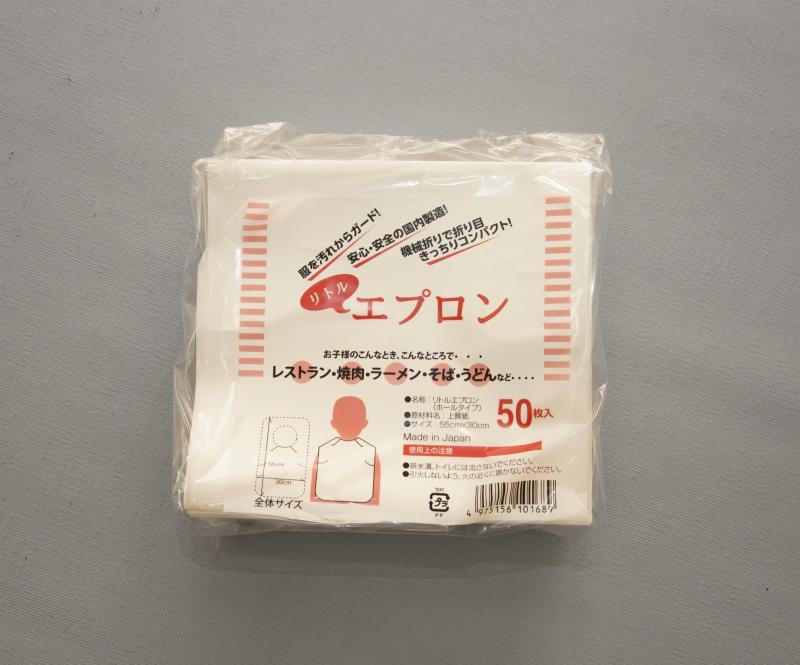 服を汚れからガード!
安心・安全の国内製造!
機械折りで折り目
きっちりコンパクト!
リトル
エプロン
お子様のこんなとき、こんなところで・・・
レストラン・焼肉・ラーメン・そば・うどんなど・・・・
●名称:リトルエプロン
(ホールタイプ)
●原材料名:上質紙
●サイズ:55cm×30cm
50枚入
Made in Japan
使用上の注意
●排水溝、トイレには流さないでください。
●引火しないよう、火の近くに置かないでください。
55cm
30cm
全体サイズ
プラ
PP
4 975156 101689